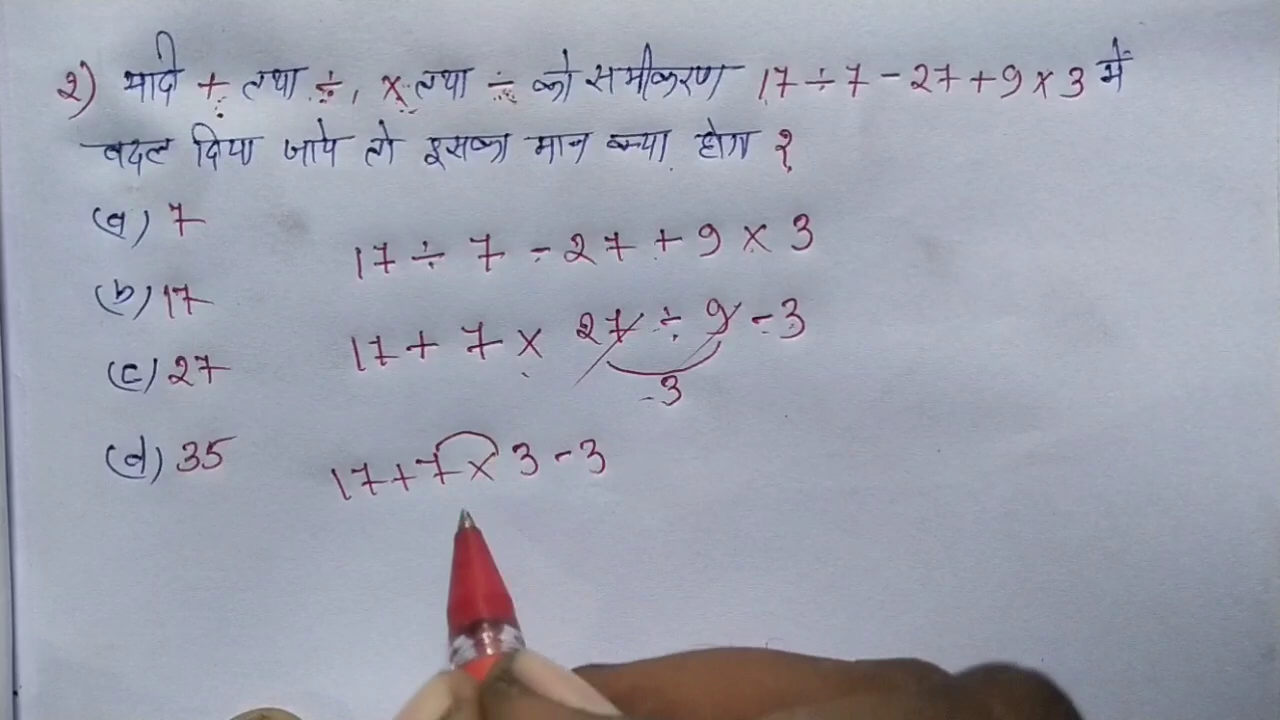 २) यदि + तथा ÷, × तथा ÷ को समीकरण 17 ÷ 7 - 27 + 9 × 3 में
बदल दिया जाये तो इसका मान क्या होगा ?
(a) 7
17 ÷ 7 - 27 + 9 × 3
(b) 17
17 + 7 × 27 ÷ 9 - 3
3
(c) 27
(d) 35
17 + 7 × 3 - 3